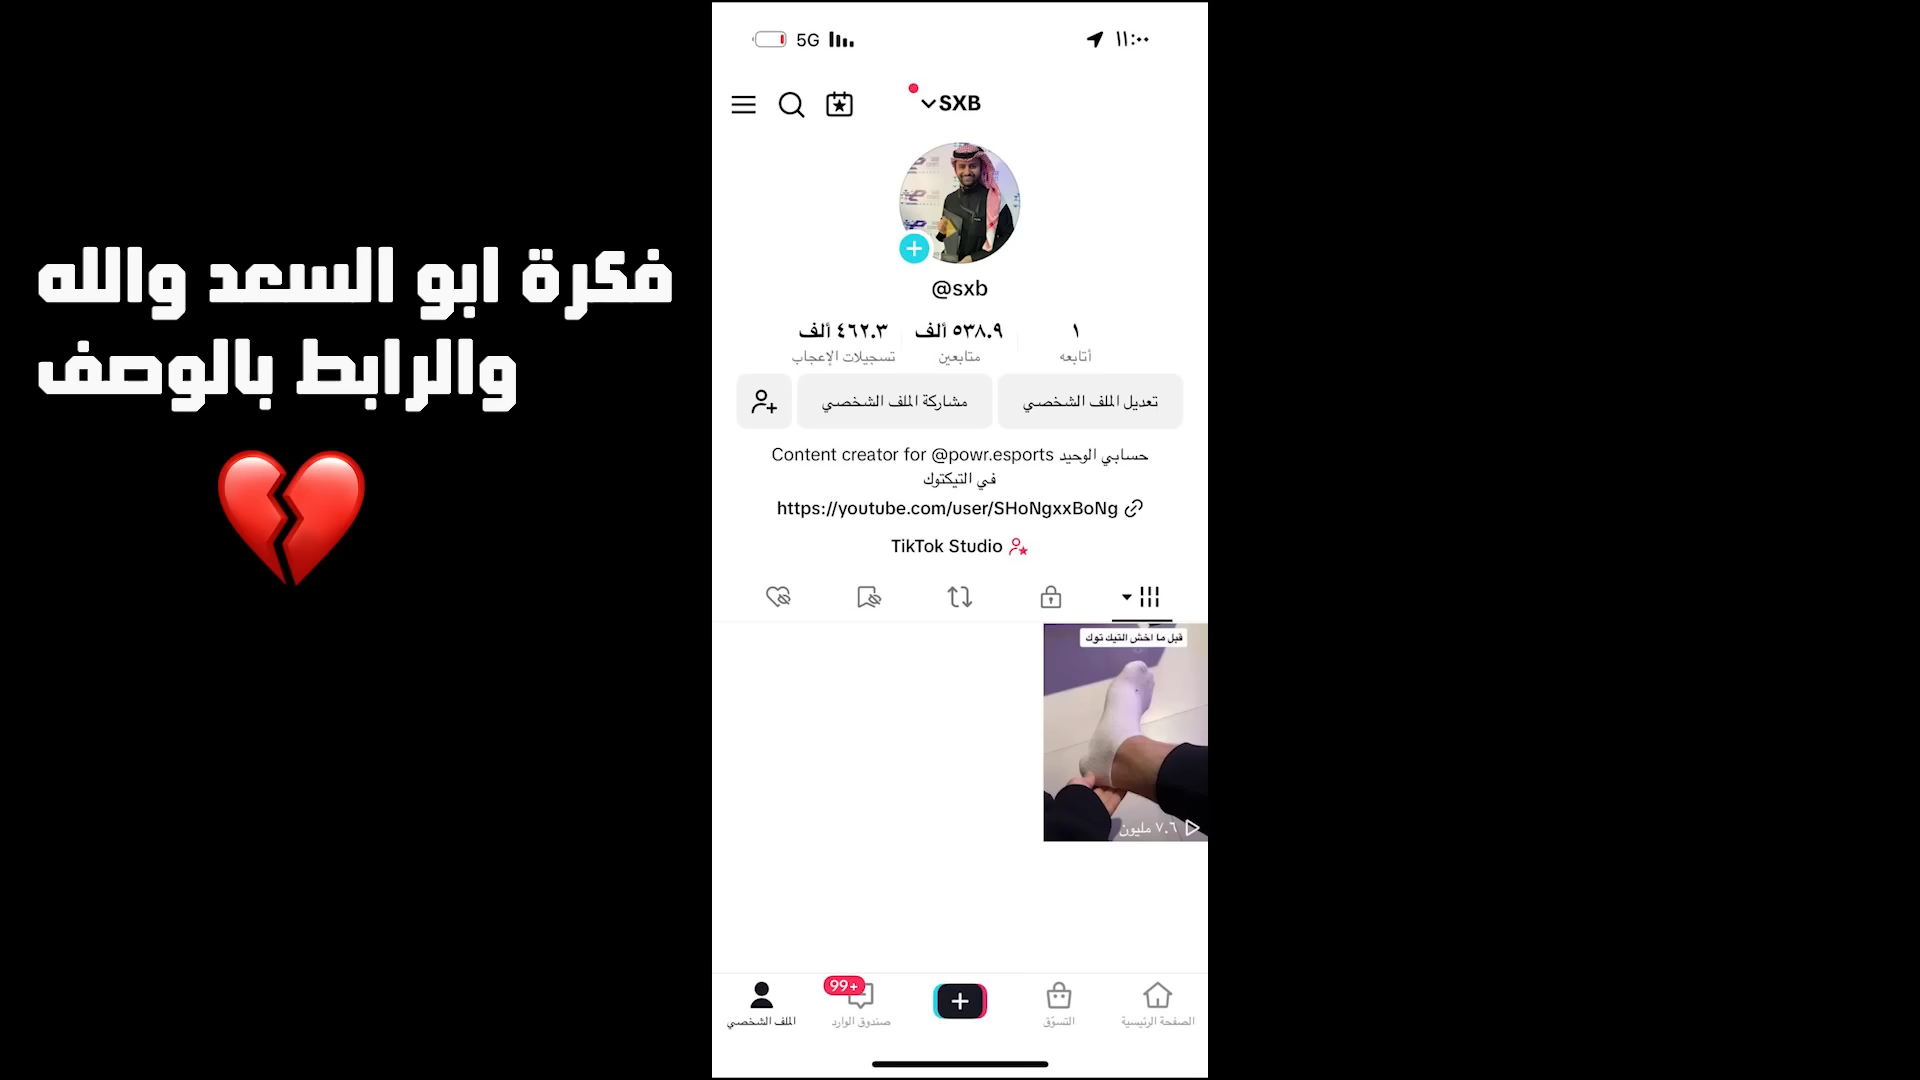 فكرة ابو السعد والله
والرابط بالوصف
5G
١١:٠٠
SXB
@sxb
١
أتابعه
٥٣٨.٩ ألف
متابعين
٤٦٢.٣ ألف
تسجيلات الإعجاب
تعديل الملف الشخصي
مشاركة الملف الشخصي
Content creator for @powr.esports حسابي الوحيد
في التيكتوك
https://youtube.com/user/SHoNgxxBoNg
TikTok Studio
قبل ما اخش التيك توك
٧.٦ مليون
الصفحة الرئيسية
التسوّق
99+
صندوق الوارد
الملف الشخصي